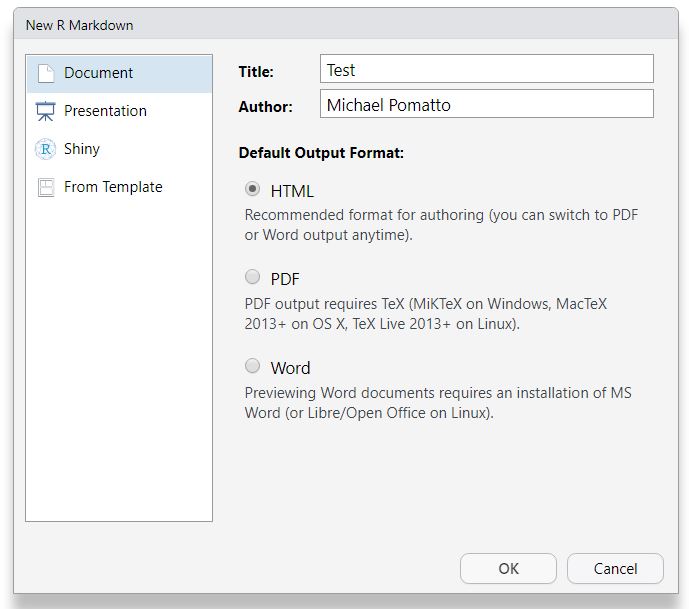 New R Markdown
Document
Presentation
Shiny
From Template
Title: Test
Author: Michael Pomatto
Default Output Format:
HTML
Recommended format for authoring (you can switch to PDF
or Word output anytime).
PDF
PDF output requires TeX (MiKTeX on Windows, MacTeX
2013+ on OS X, TeX Live 2013+ on Linux).
Word
Previewing Word documents requires an installation of MS
Word (or Libre/Open Office on Linux).
OK Cancel